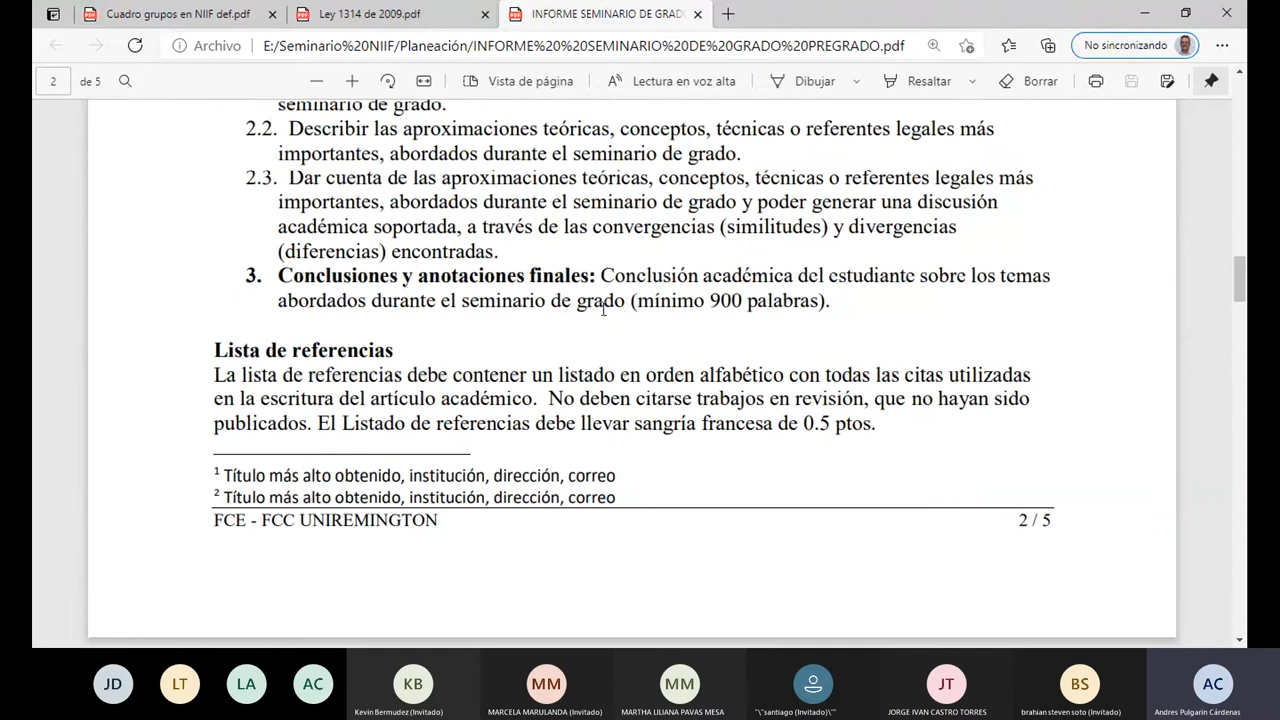 Cuadro grupos en NIIF def.pdf
Ley 1314 de 2009.pdf
INFORME SEMINARIO DE GRAD
Archivo
E:/Seminario%20NIIF/Planeación/INFORME%20%20SEMINARIO%20DE%20GRADO%20PREGRADO.pdf
No sincronizando
2
de 5
Vista de página
Lectura en voz alta
Dibujar
Resaltar
Borrar
seminario de grado.
2.2. Describir las aproximaciones teóricas, conceptos, técnicas o referentes legales más
importantes, abordados durante el seminario de grado.
2.3. Dar cuenta de las aproximaciones teóricas, conceptos, técnicas o referentes legales más
importantes, abordados durante el seminario de grado y poder generar una discusión
académica soportada, a través de las convergencias (similitudes) y divergencias
(diferencias) encontradas.
3. Conclusiones y anotaciones finales: Conclusión académica del estudiante sobre los temas
abordados durante el seminario de grado (mínimo 900 palabras).
Lista de referencias
La lista de referencias debe contener un listado en orden alfabético con todas las citas utilizadas
en la escritura del artículo académico. No deben citarse trabajos en revisión, que no hayan sido
publicados. El Listado de referencias debe llevar sangría francesa de 0.5 ptos.
1 Título más alto obtenido, institución, dirección, correo
2 Título más alto obtenido, institución, dirección, correo
FCE - FCC UNIREMINGTON
2 / 5
JD
LT
LA
AC
KB
MM
MM
JT
BS
AC
Kevin Bermudez (Invitado)
MARCELA MARULANDA (Invitado)
MARTHA LILIANA PAVAS MESA
"\"santiago (Invitado)\""
JORGE IVAN CASTRO TORRES
brahian steven soto (Invitado)
Andres Pulgarin Cárdenas